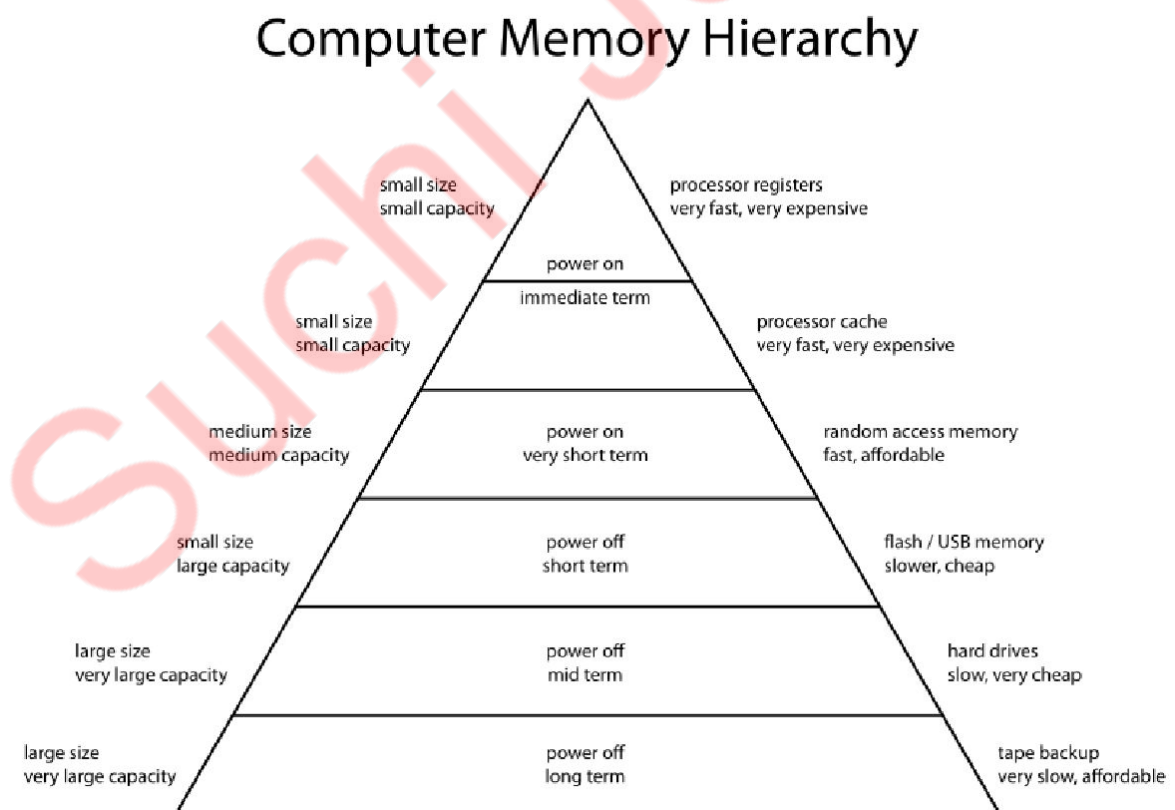 Computer Memory Hierarchy
small size
small capacity
processor registers
very fast, very expensive
power on
immediate term
small size
small capacity
processor cache
very fast, very expensive
medium size
medium capacity
power on
very short term
random access memory
fast, affordable
small size
large capacity
power off
short term
flash / USB memory
slower, cheap
large size
very large capacity
power off
mid term
hard drives
slow, very cheap
large size
very large capacity
power off
long term
tape backup
very slow, affordable
Suchi